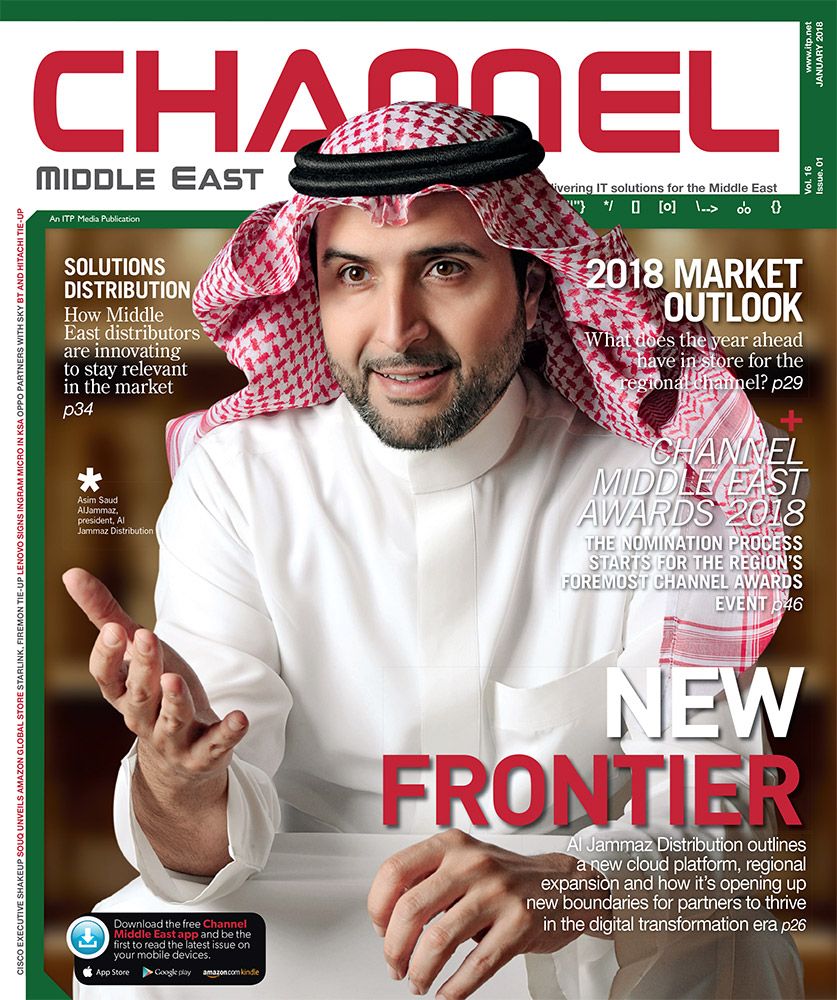 www.itp.net
JANUARY 2018
CHANNEL
MIDDLE EAST
Vol. 16
Issue. 01
IT solutions for the Middle East
*/ [] [o] \--> {}
An ITP Media Publication
SOLUTIONS
DISTRIBUTION
How Middle
East distributors
are innovating
to stay relevant
in the market
p34
2018 MARKET
OUTLOOK
What does the year ahead
have in store for the
regional channel? p29
+
CHANNEL
MIDDLE EAST
AWARDS 2018
THE NOMINATION PROCESS
STARTS FOR THE REGION'S
FOREMOST CHANNEL AWARDS
EVENT p46
*
Asim Saud
AlJammaz,
president, Al
Jammaz Distribution
NEW
FRONTIER
Al Jammaz Distribution outlines
a new cloud platform, regional
expansion and how it's opening up
new boundaries for partners to thrive
in the digital transformation era p26
Download the free Channel
Middle East app and be the
first to read the latest issue on
your mobile devices.
App Store Google play amazon.com kindle
CISCO EXECUTIVE SHAKEUP SOUQ UNVEILS AMAZON GLOBAL STORE STARLINK, FIREMON TIE-UP LENOVO SIGNS INGRAM MICRO IN KSA OPPO PARTNERS WITH SKY BT AND HITACHI TIE-UP